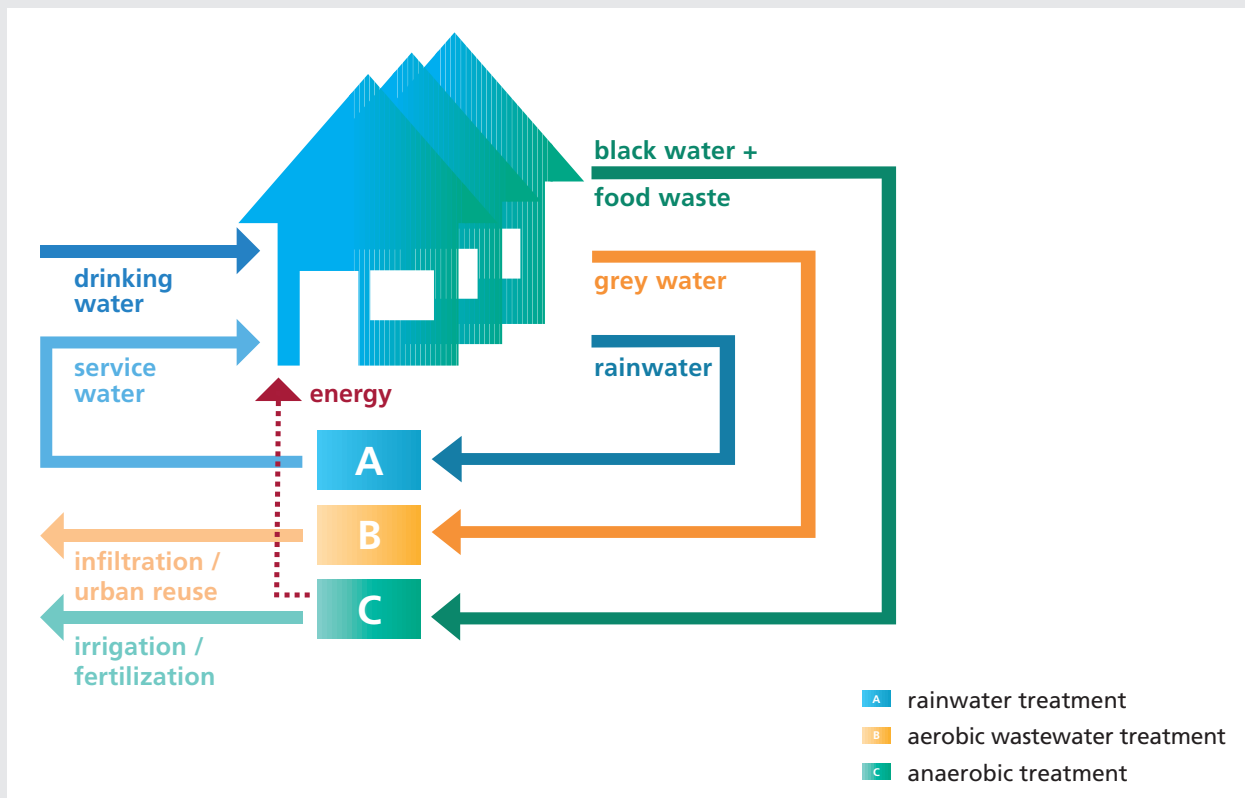 black water +
food waste
drinking
water
grey water
service
water
rainwater
energy
A
B
infiltration /
urban reuse
C
irrigation /
fertilization
A rainwater treatment
B aerobic wastewater treatment
C anaerobic treatment